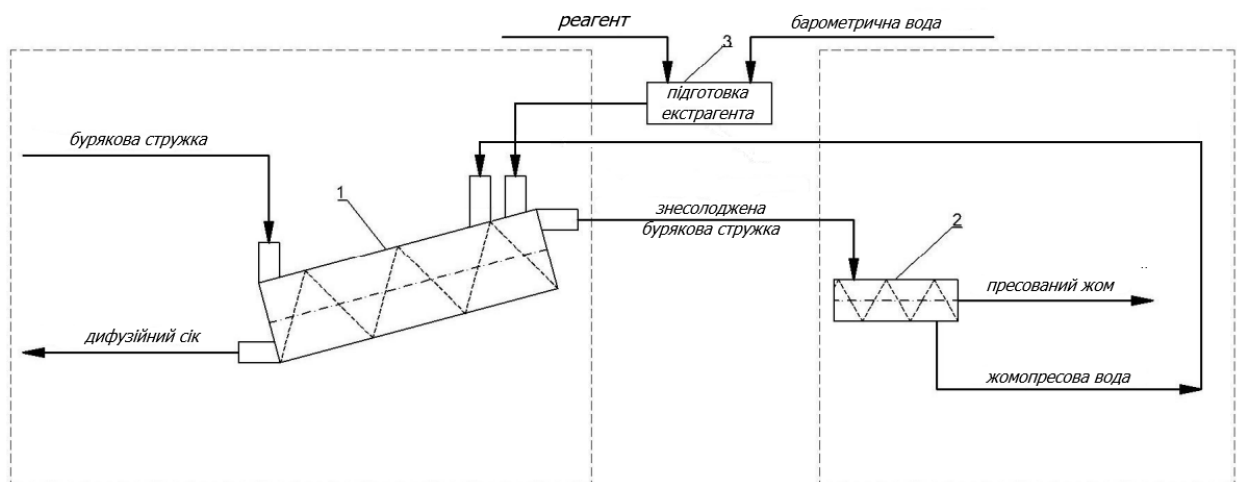 реагент
барометрична вода
3
підготовка
екстрагента
бурякова стружка
1
знесолоджена
бурякова стружка
2
пресований жом
дифузійний сік
жомопресова вода